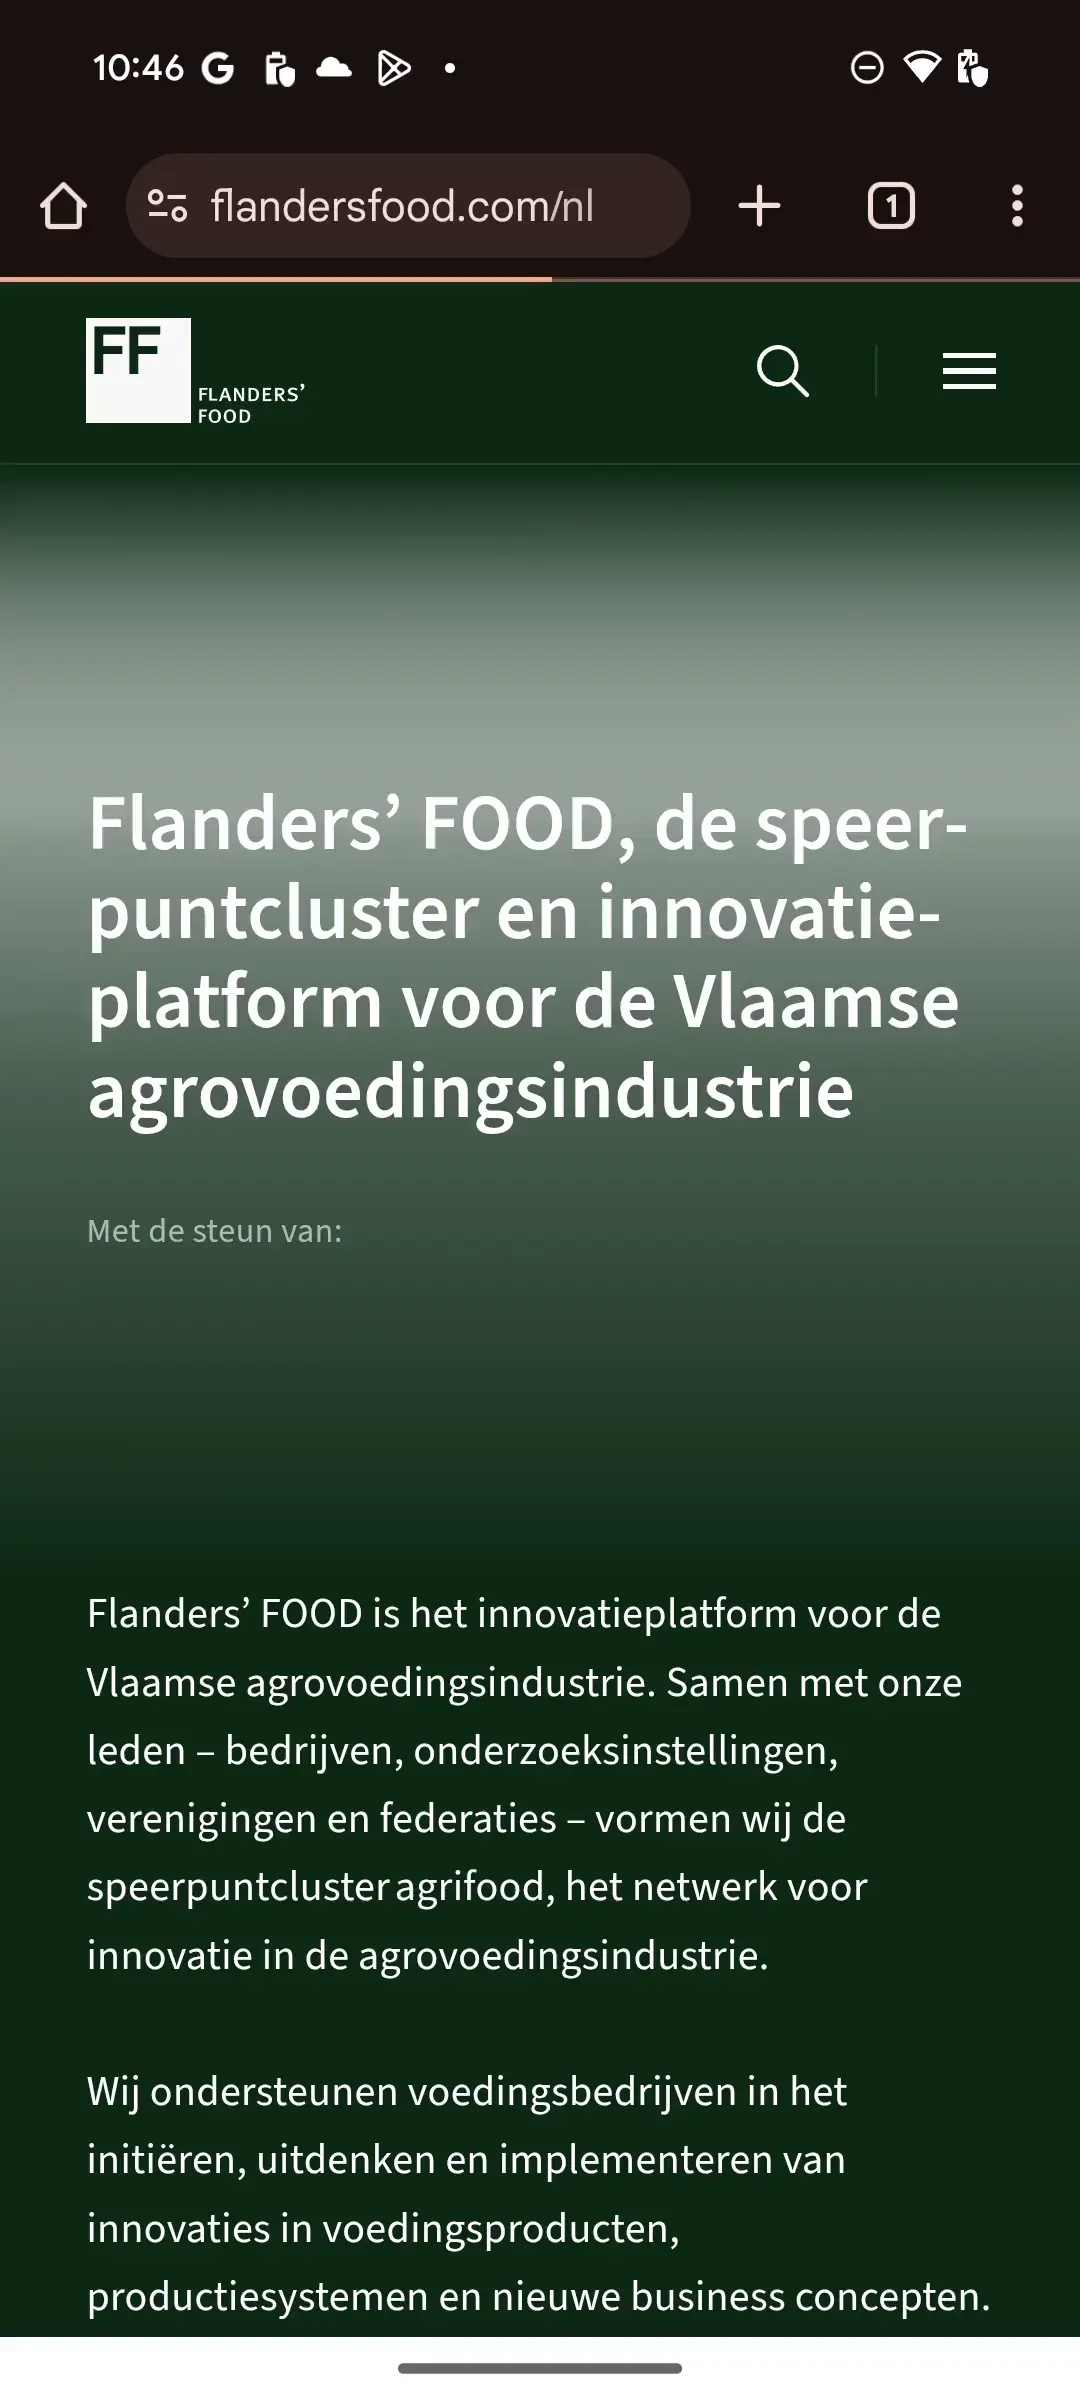 10:46
flandersfood.com/nl
1
FF
FLANDERS’
FOOD
Flanders’ FOOD, de speer-
puntcluster en innovatie-
platform voor de Vlaamse
agrovoedingsindustrie
Met de steun van:
Flanders’ FOOD is het innovatieplatform voor de
Vlaamse agrovoedingsindustrie. Samen met onze
leden – bedrijven, onderzoeksinstellingen,
verenigingen en federaties – vormen wij de
speerpuntcluster agrifood, het netwerk voor
innovatie in de agrovoedingsindustrie.
Wij ondersteunen voedingsbedrijven in het
initiëren, uitdenken en implementeren van
innovaties in voedingsproducten,
productiesystemen en nieuwe business concepten.